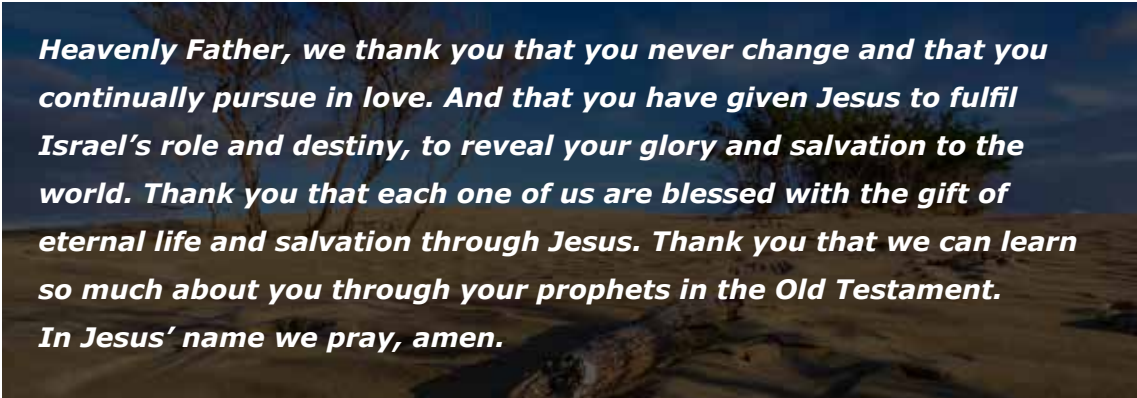 Heavenly Father, we thank you that you never change and that you
continually pursue in love. And that you have given Jesus to fulfil
Israel’s role and destiny, to reveal your glory and salvation to the
world. Thank you that each one of us are blessed with the gift of
eternal life and salvation through Jesus. Thank you that we can learn
so much about you through your prophets in the Old Testament.
In Jesus’ name we pray, amen.